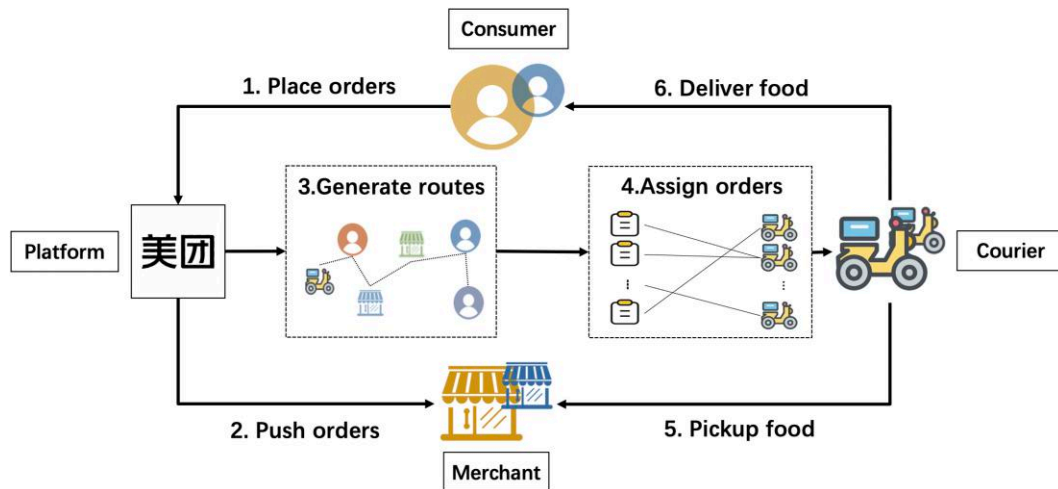 Consumer
1. Place orders
6. Deliver food
3.Generate routes
4.Assign orders
Platform
美团
Courier
2. Push orders
5. Pickup food
Merchant